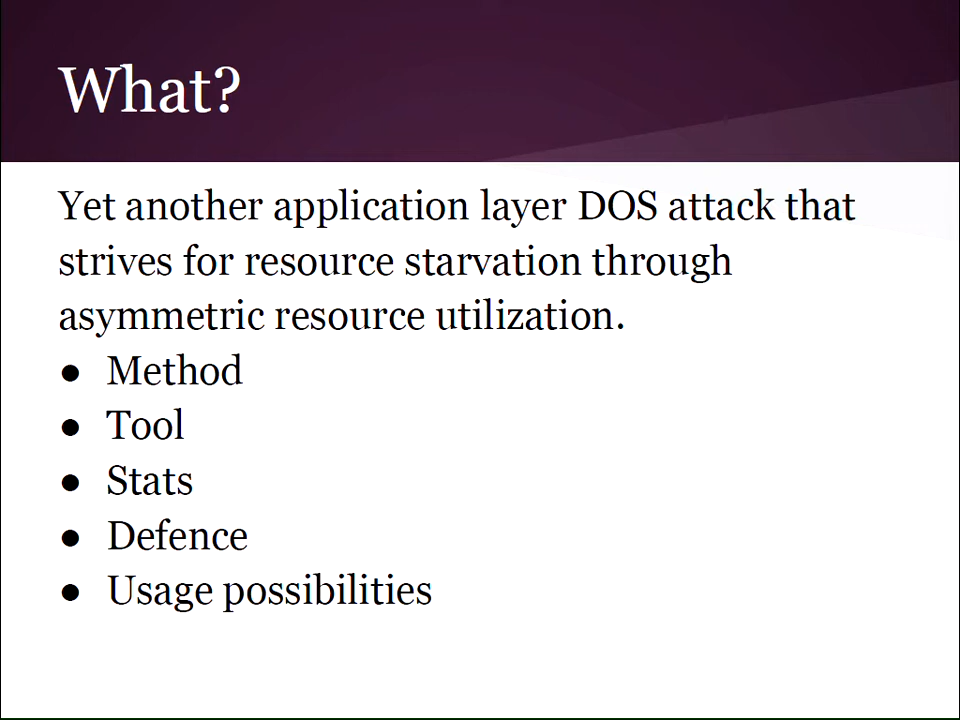 What?
Yet another application layer DOS attack that
strives for resource starvation through
asymmetric resource utilization.
● Method
● Tool
● Stats
● Defence
● Usage possibilities